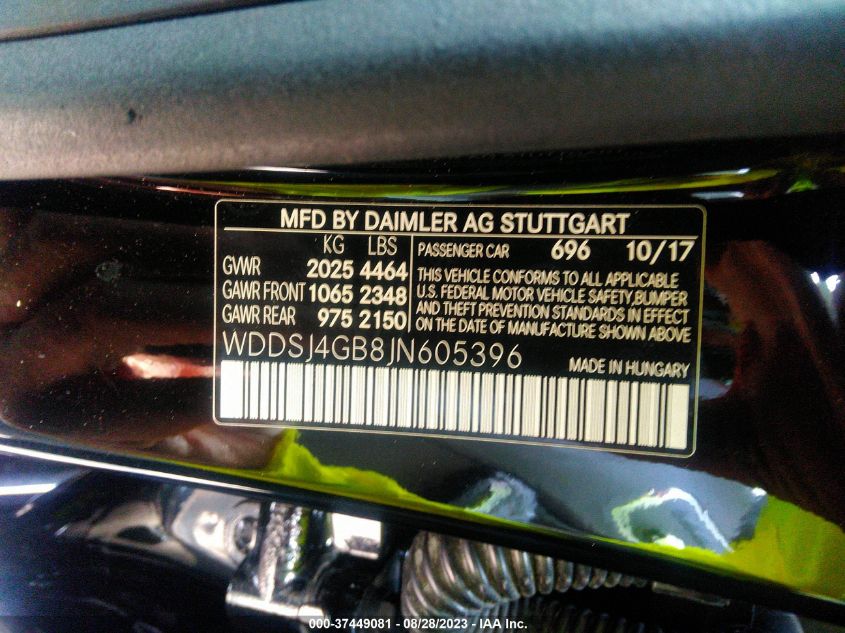 MFD BY DAIMLER AG STUTTGART
KG LBS
GVWR 2025 4464
GAWR FRONT 1065 2348
GAWR REAR 975 2150
PASSENGER CAR 696 10/17
THIS VEHICLE CONFORMS TO ALL APPLICABLE
U.S. FEDERAL MOTOR VEHICLE SAFETY, BUMPER
AND THEFT PREVENTION STANDARDS IN EFFECT
ON THE DATE OF MANUFACTURE SHOWN ABOVE
WDDSJ4GB8JN605396
MADE IN HUNGARY
000-37449081 - 08/28/2023 - IAA Inc.